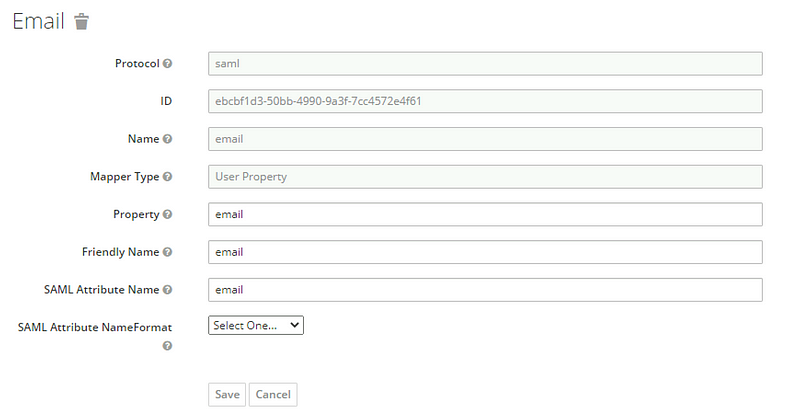 Email
Protocol saml
ID ebcbf1d3-50bb-4990-9a3f-7cc4572e4f61
Name email
Mapper Type User Property
Property email
Friendly Name email
SAML Attribute Name email
SAML Attribute NameFormat Select One...
Save Cancel